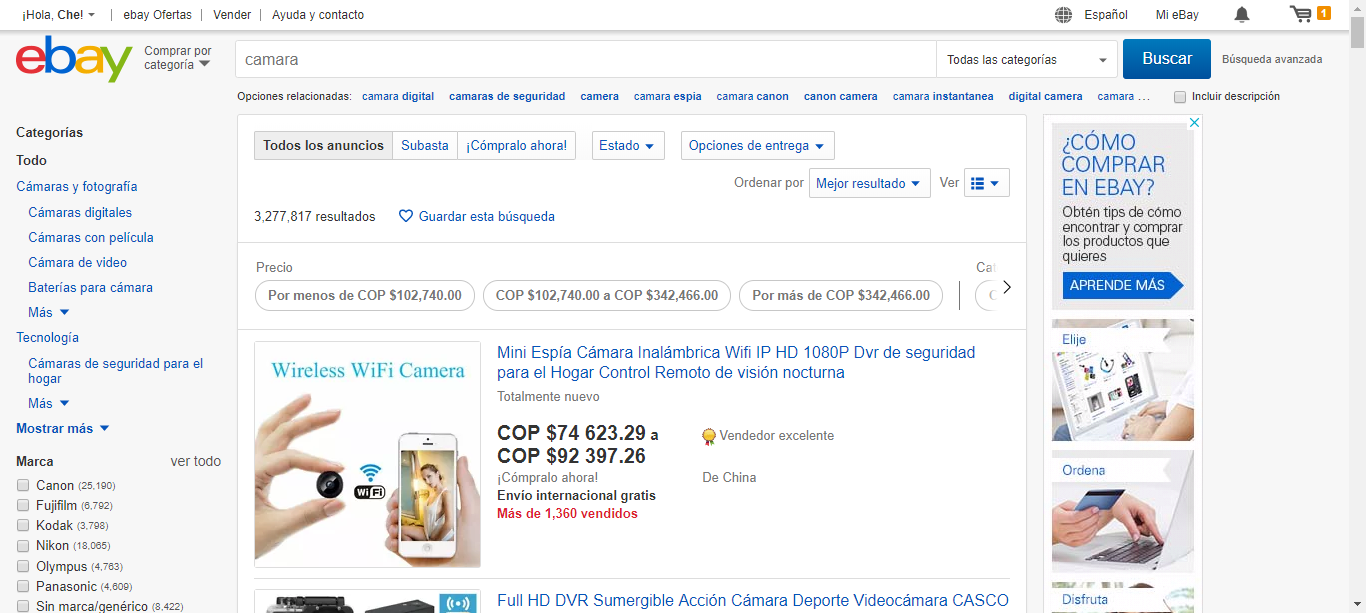 ¡Hola, Che!
ebay Ofertas
Vender
Ayuda y contacto
Español
Mi eBay
1
ebay
Comprar por
categoría
camara
Todas las categorías
Buscar
Búsqueda avanzada
Opciones relacionadas: camara digital camaras de seguridad camera camara espia camara canon canon camera camara instantanea digital camera camara ...
Incluir descripción
Categorías
Todo
Cámaras y fotografía
Cámaras digitales
Cámaras con película
Cámara de video
Baterías para cámara
Más
Tecnología
Cámaras de seguridad para el
hogar
Más
Mostrar más
Marca ver todo
Canon (25,190)
Fujifilm (6,792)
Kodak (3,798)
Nikon (18,065)
Olympus (4,763)
Panasonic (4,609)
Sin marca/genérico (8,422)
Todos los anuncios
Subasta
¡Cómpralo ahora!
Estado
Opciones de entrega
Ordenar por Mejor resultado Ver
3,277,817 resultados Guardar esta búsqueda
Precio
Por menos de COP $102,740.00
COP $102,740.00 a COP $342,466.00
Por más de COP $342,466.00
Wireless WiFi Camera
WiFi
Mini Espía Cámara Inalámbrica Wifi IP HD 1080P Dvr de seguridad
para el Hogar Control Remoto de visión nocturna
Totalmente nuevo
COP $74 623.29 a
COP $92 397.26
¡Cómpralo ahora!
Envío internacional gratis
Más de 1,360 vendidos
Vendedor excelente
De China
Full HD DVR Sumergible Acción Cámara Deporte Videocámara CASCO
¿CÓMO
COMPRAR
EN EBAY?
Obtén tips de cómo
encontrar y comprar
los productos que
quieres
APRENDE MÁS
Elije
Ordena
Disfruta